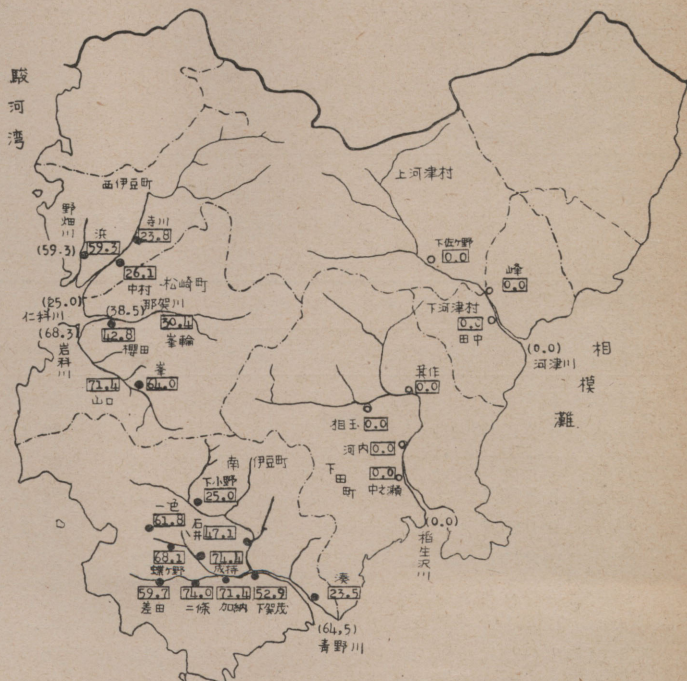 駿河湾
西伊豆町
上河津村
野畑川
(59.3)
浜
59.3
寺川
23.8
26.1
中村
松崎町
下佐ケ野
0.0
峰
0.0
下河津村
0.0
田中
(0.0)
河津川
相模灘
(25.0)
仁科川
(38.5)
那賀川
42.8
櫻田
30.4
峯輪
(68.3)
岩科川
71.4
山口
峯
64.0
箕作
0.0
相玉
0.0
河内
0.0
下田町
0.0
中之瀬
(0.0)
稲生沢川
南伊豆町
下小野
25.0
一色
61.8
石井
47.1
68.1
蝗ケ野
74.4
成持
59.7
差田
74.0
二條
71.4
加納
52.9
下賀茂
湊
23.5
(64.5)
青野川